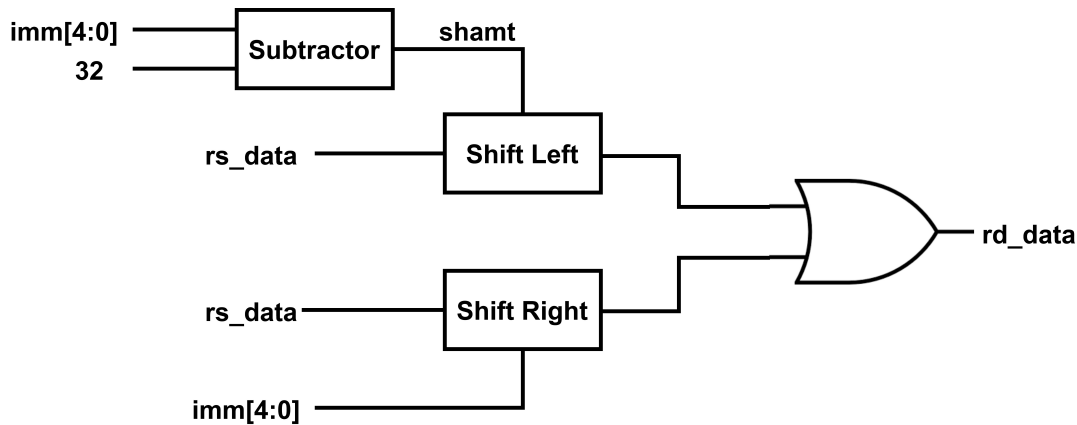 imm[4:0]
32
Subtractor
shamt
rs_data
Shift Left
rd_data
rs_data
Shift Right
imm[4:0]